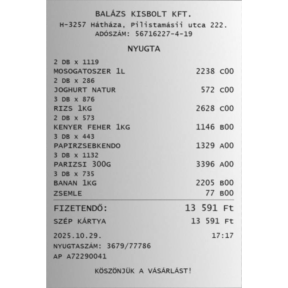 BALÁZS KISBOLT KFT.
H-3257 Hátháza, Pilistamásii utca 222.
ADÓSZÁM: 56716227-4-19
NYUGTA
2 DB x 1119
MOSOGATOSZER 1L 2238 C00
2 DB x 286
JOGHURT NATUR 572 C00
3 DB x 876
RIZS 1KG 2628 C00
2 DB x 573
KENYER FEHER 1KG 1146 B00
3 DB x 443
PAPIRZSEBKENDO 1329 A00
3 DB x 1132
PARIZSI 300G 3396 A00
3 DB x 735
BANAN 1KG 2205 B00
ZSEMLE 77 B00
FIZETENDŐ: 13 591 Ft
SZÉP KÁRTYA 13 591 Ft
2025.10.29. 17:17
NYUGTASZÁM: 3679/77786
AP A72290041
KÖSZÖNJÜK A VÁSÁRLÁST!